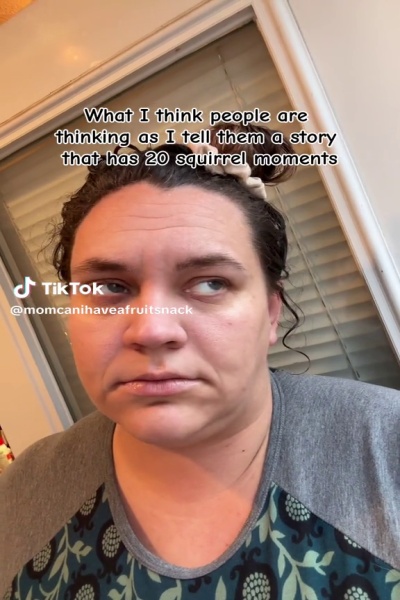 What I think people are
thinking as I tell them a story
that has 20 squirrel moments
TikTok
@momcanihaveafruitsnack